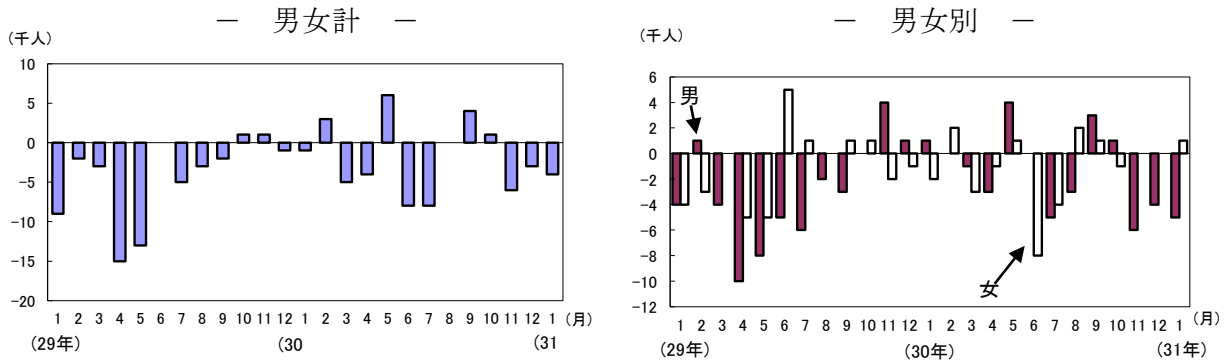 － 男女計 －
(千人)
10
5
0
-5
-10
-15
-20
1 2 3 4 5 6 7 8 9 10 11 12 1 2 3 4 5 6 7 8 9 10 11 12 1 (月)
(29年) (30 (31
－ 男女別 －
(千人)
6
4
2
0
-2
-4
-6
-8
-10
-12
男
女
1 2 3 4 5 6 7 8 9 10 11 12 1 2 3 4 5 6 7 8 9 10 11 12 1 (月)
(29年) (30年) (31年)